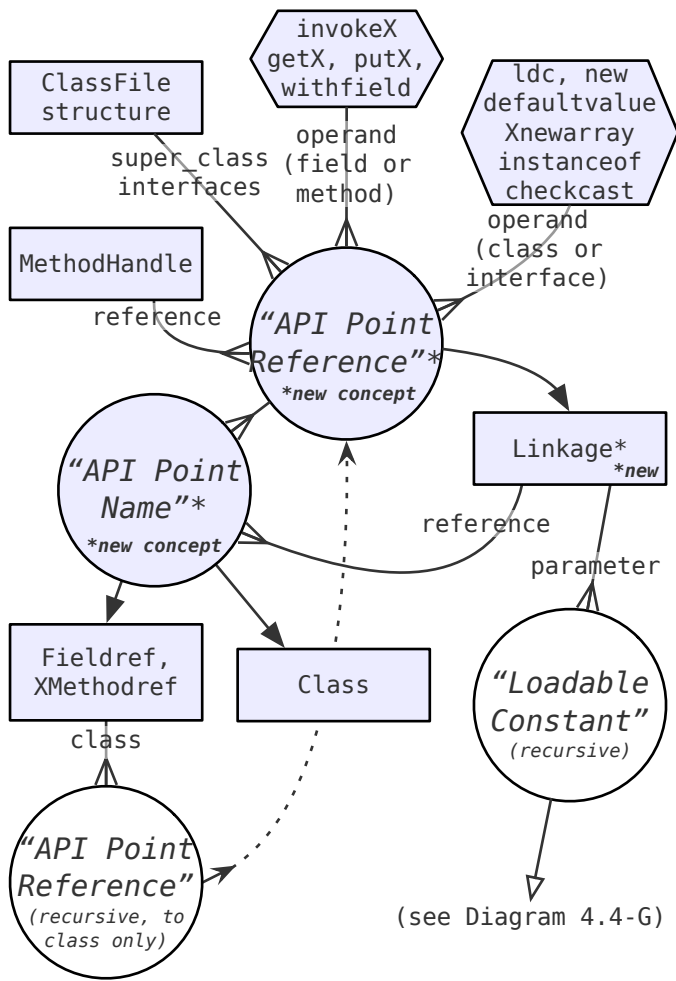 invokeX
getX, putX,
withfield
ClassFile
structure
ldc, new
defaultvalue
Xnewarray
instanceof
checkcast
operand
(field or
method)
super_class
interfaces
operand
(class or
interface)
MethodHandle
reference
“API Point
Reference”*
*new concept
Linkage*
*new
“API Point
Name”*
*new concept
reference
parameter
Fieldref,
XMethodref
Class
“Loadable
Constant”
(recursive)
class
“API Point
Reference”
(recursive, to
class only)
(see Diagram 4.4-G)